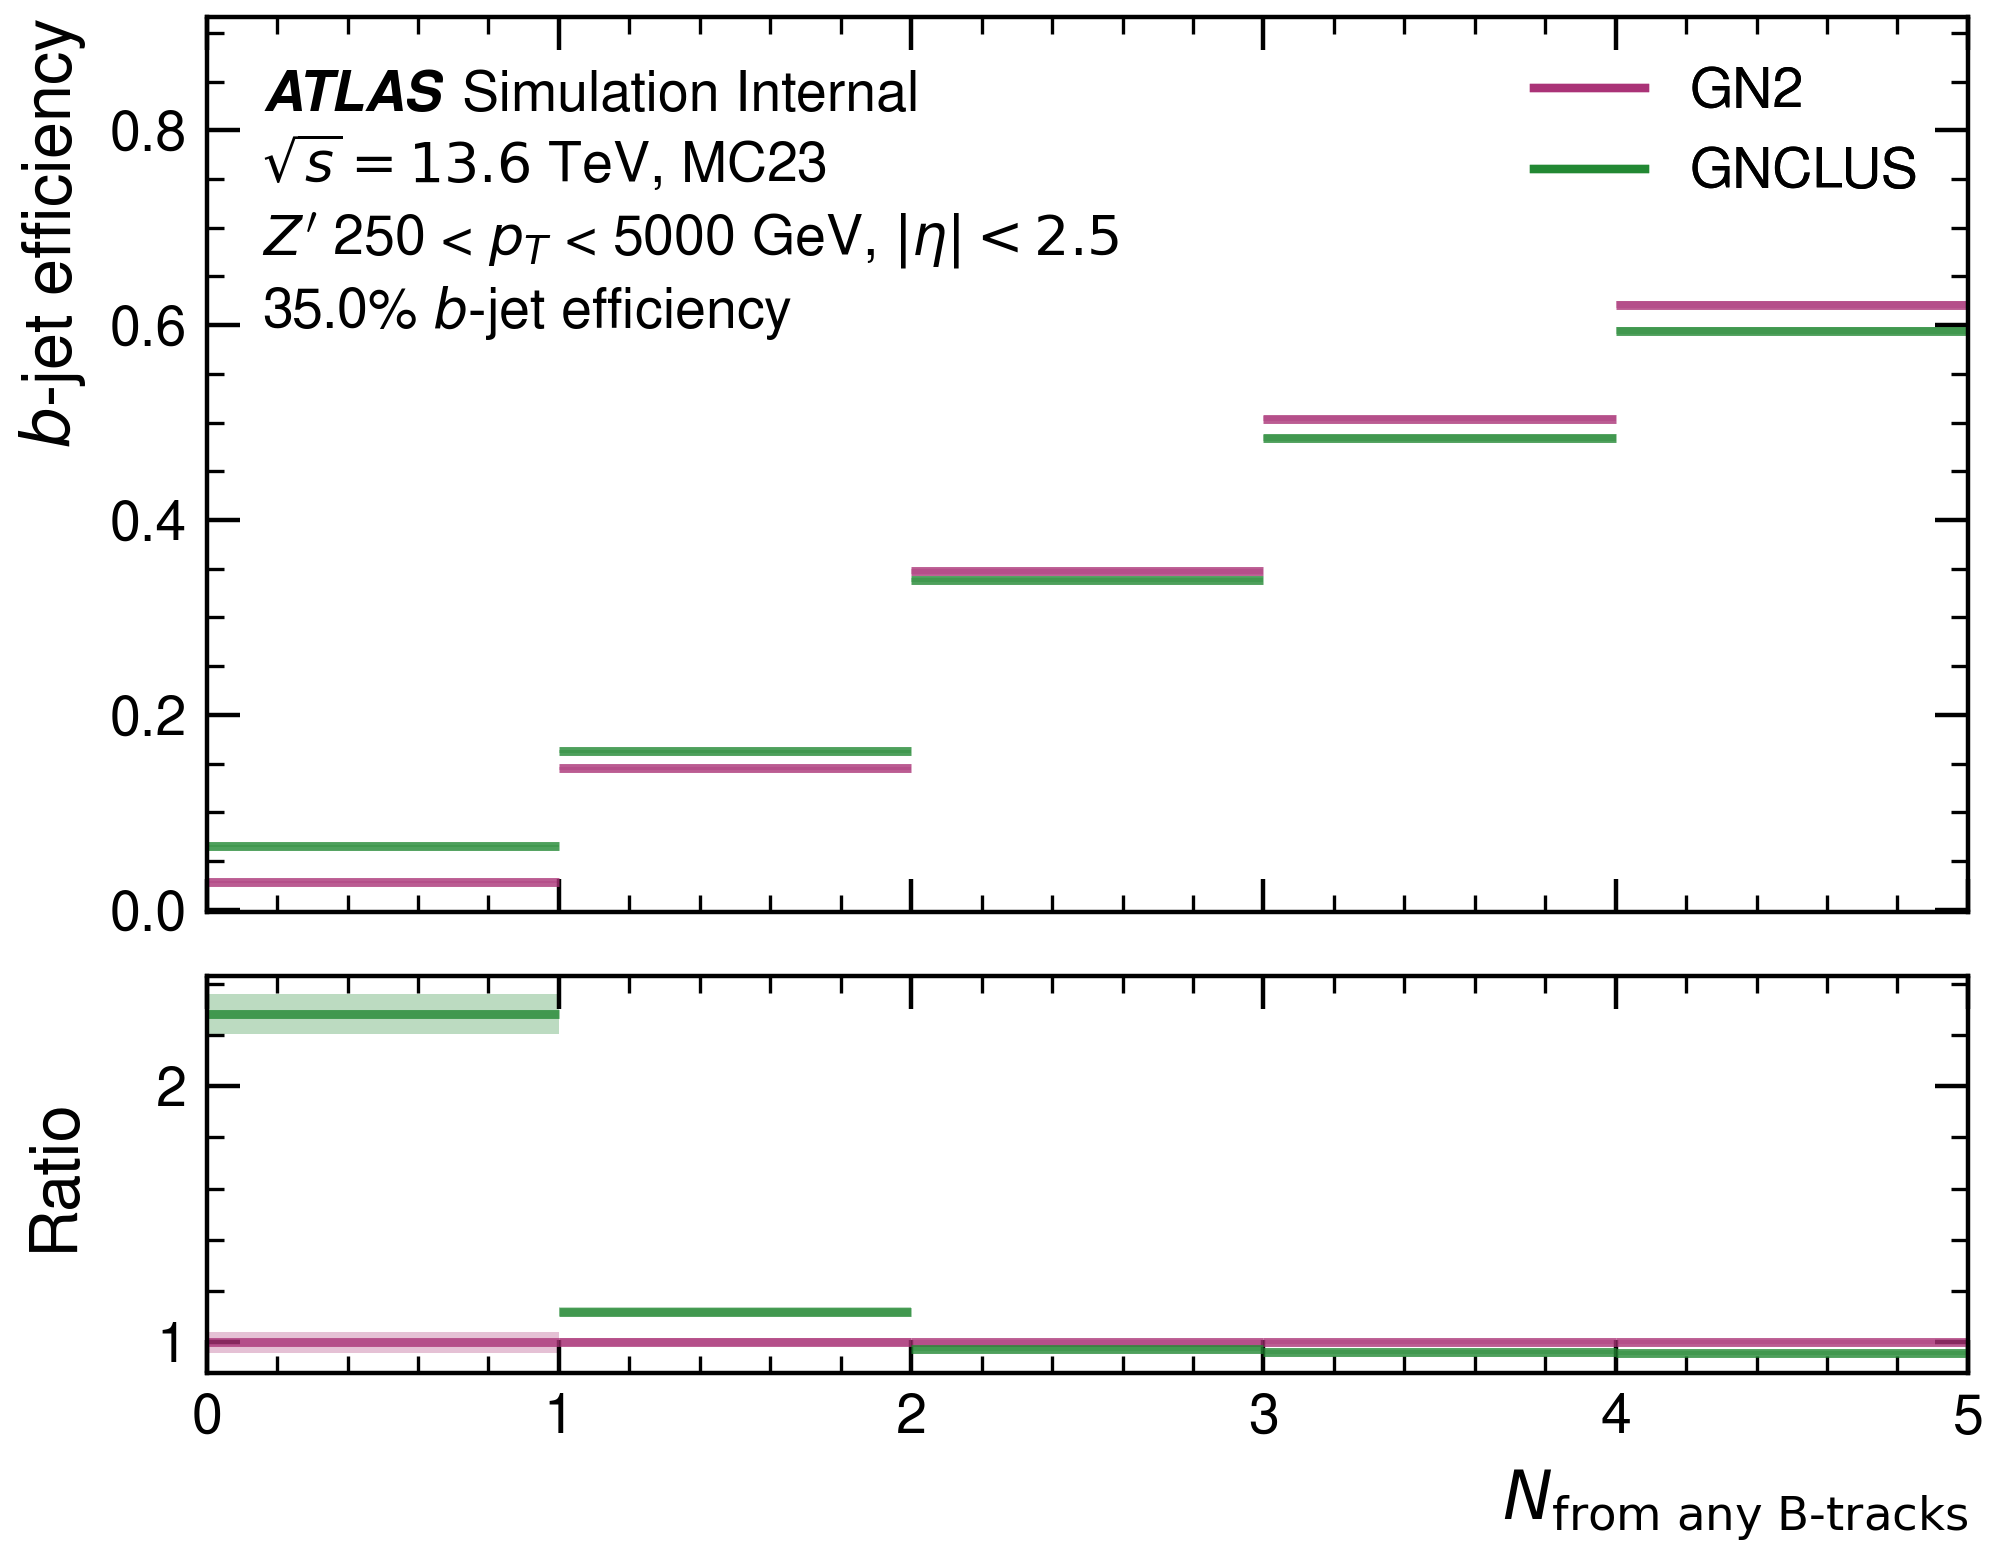 b-jet efficiency
0.8
0.6
0.4
0.2
0.0
ATLAS Simulation Internal
√s = 13.6 TeV, MC23
Z′ 250 < p_T < 5000 GeV, |η| < 2.5
35.0% b-jet efficiency
GN2
GNCLUS
Ratio
2
1
0 1 2 3 4 5
N_from any B-tracks